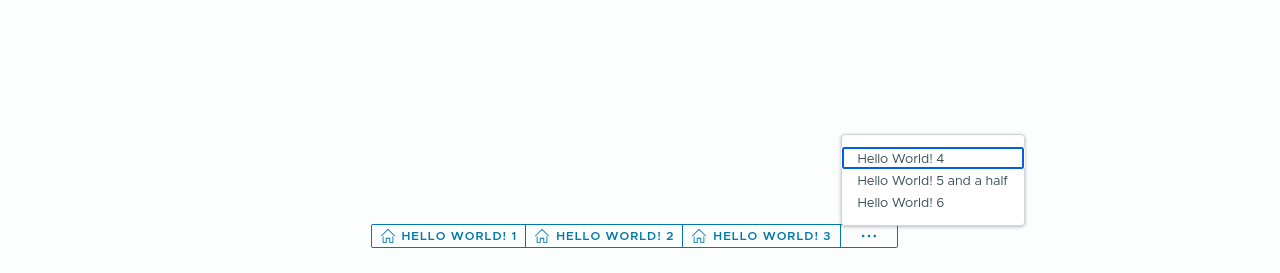 Hello World! 4
Hello World! 5 and a half
Hello World! 6
HELLO WORLD! 1
HELLO WORLD! 2
HELLO WORLD! 3
...